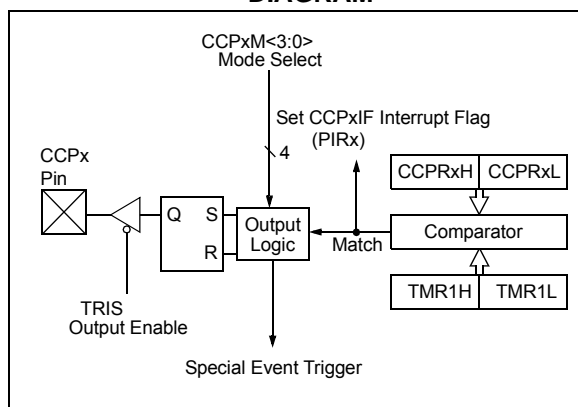 DIAGRAM
CCPxM<3:0>
Mode Select
Set CCPxIF Interrupt Flag
(PIRx)
4
CCPx
Pin
CCPRxH CCPRxL
Q S
R
Output
Logic
Match
Comparator
TRIS
Output Enable
TMR1H TMR1L
Special Event Trigger